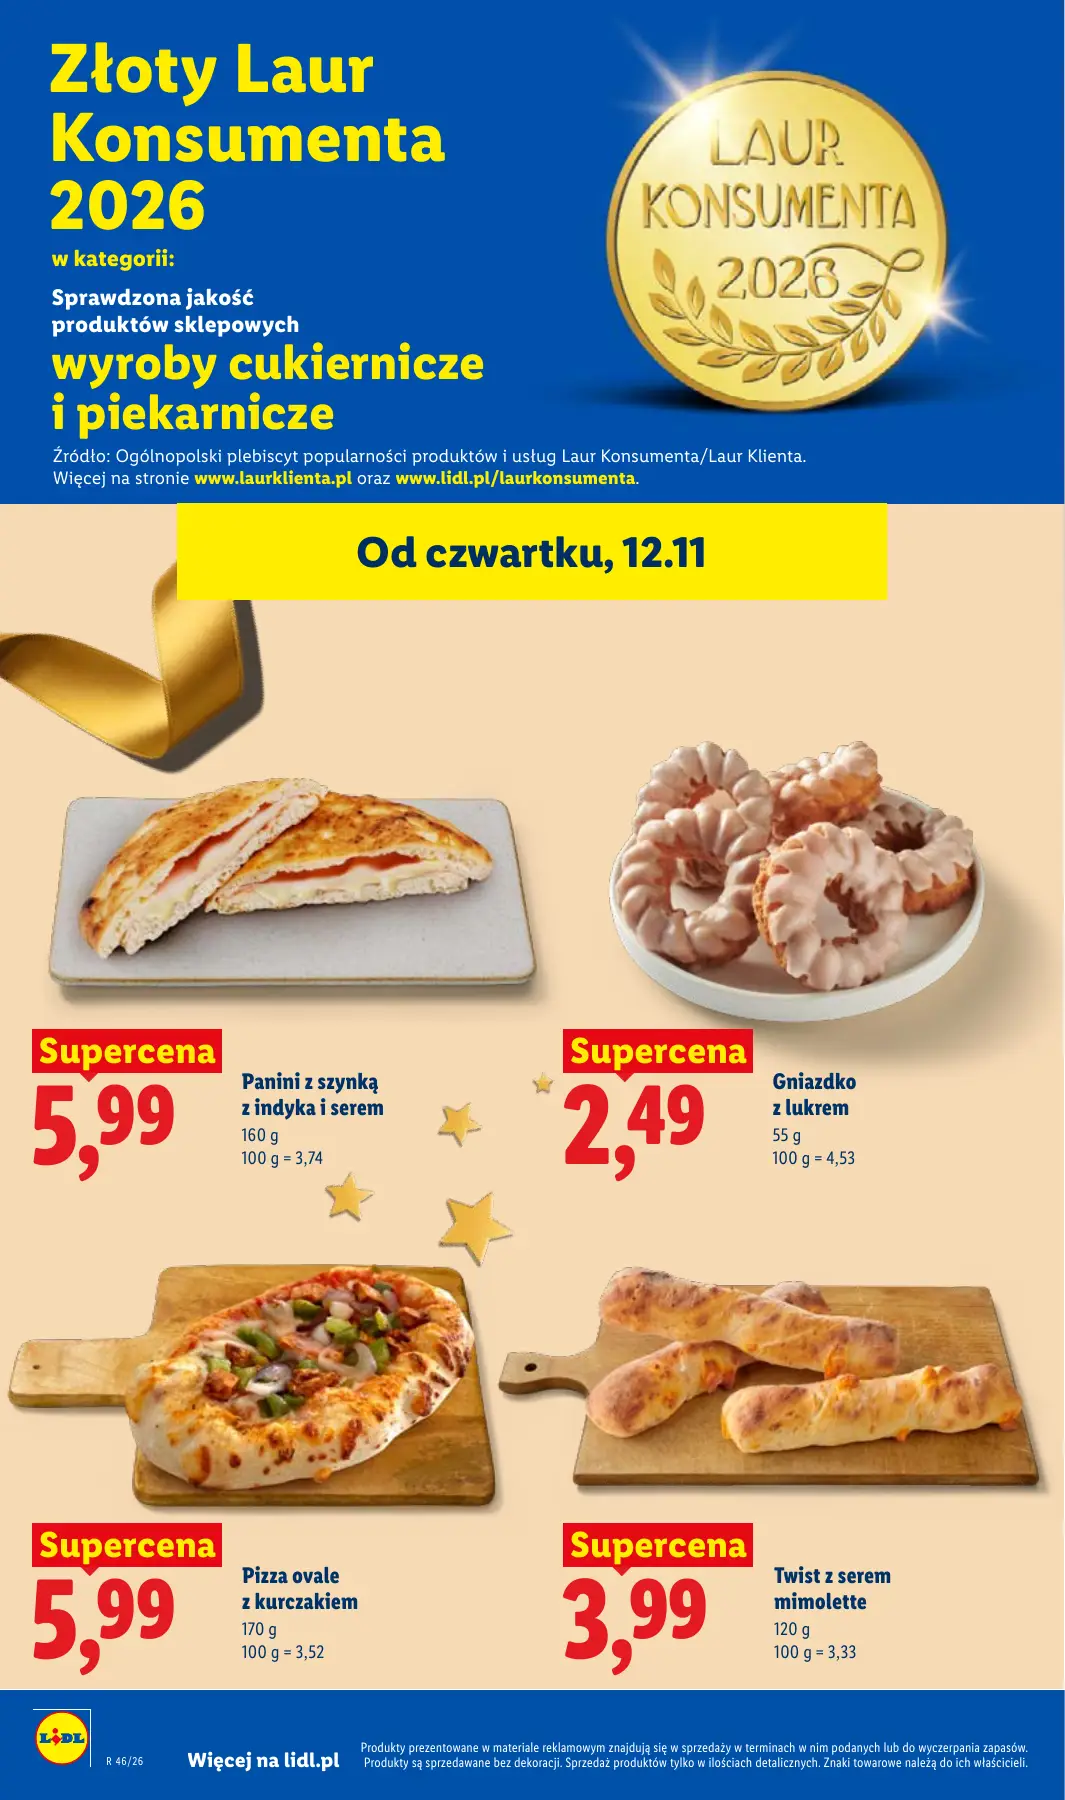 Złoty Laur
Konsumenta
2026
w kategorii:
Sprawdzona jakość
produktów sklepowych
wyroby cukiernicze
i piekarnicze
Źródło: Ogólnopolski plebiscyt popularności produktów i usług Laur Konsumenta/Laur Klienta.
Więcej na stronie www.laurklienta.pl oraz www.lidl.pl/laurkonsumenta.
LAUR
KONSUMENTA
2026
Od czwartku, 12.11
Supercena
5,99
Panini z szynką
z indyka i serem
160 g
100 g = 3,74
Supercena
2,49
Gniazdko
z lukrem
55 g
100 g = 4,53
Supercena
5,99
Pizza ovale
z kurczakiem
170 g
100 g = 3,52
Supercena
3,99
Twist z serem
mimolette
120 g
100 g = 3,33
LIDL
R 46/26
Więcej na lidl.pl
Produkty prezentowane w materiale reklamowym znajdują się w sprzedaży w terminach w nim podanych lub do wyczerpania zapasów.
Produkty są sprzedawane bez dekoracji. Sprzedaż produktów tylko w ilościach detalicznych. Znaki towarowe należą do ich właścicieli.